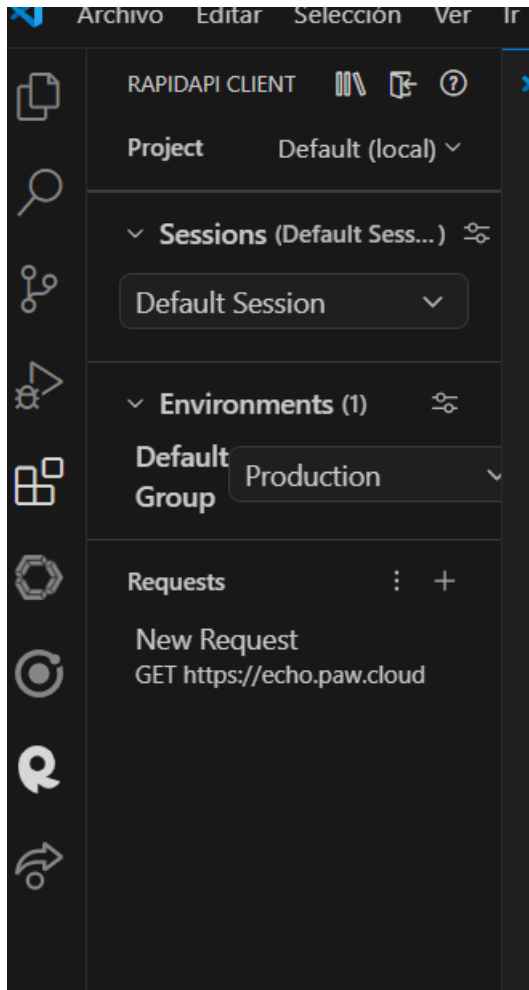 Archivo Editar Selección Ver Ir
RAPIDAPI CLIENT
Project Default (local)
Sessions (Default Sess...)
Default Session
Environments (1)
Default Group Production
Requests
New Request
GET https://echo.paw.cloud